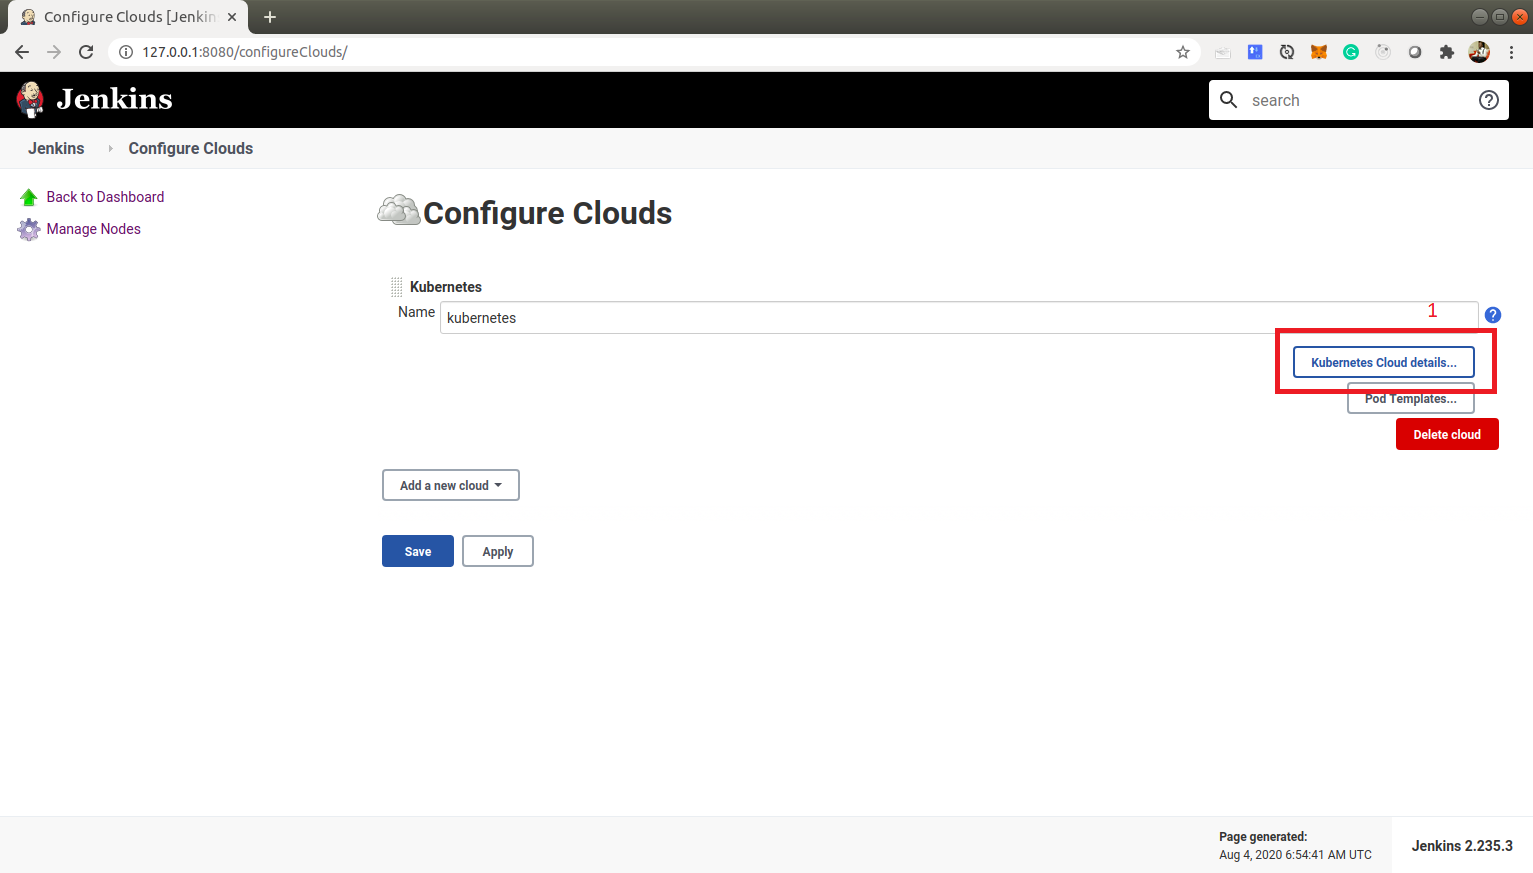 Configure Clouds [Jenkin
127.0.0.1:8080/configureClouds/
Jenkins
search
Jenkins
Configure Clouds
Back to Dashboard
Manage Nodes
Configure Clouds
Kubernetes
Name
kubernetes
1
Kubernetes Cloud details...
Pod Templates...
Delete cloud
Add a new cloud
Save
Apply
Page generated:
Aug 4, 2020 6:54:41 AM UTC
Jenkins 2.235.3